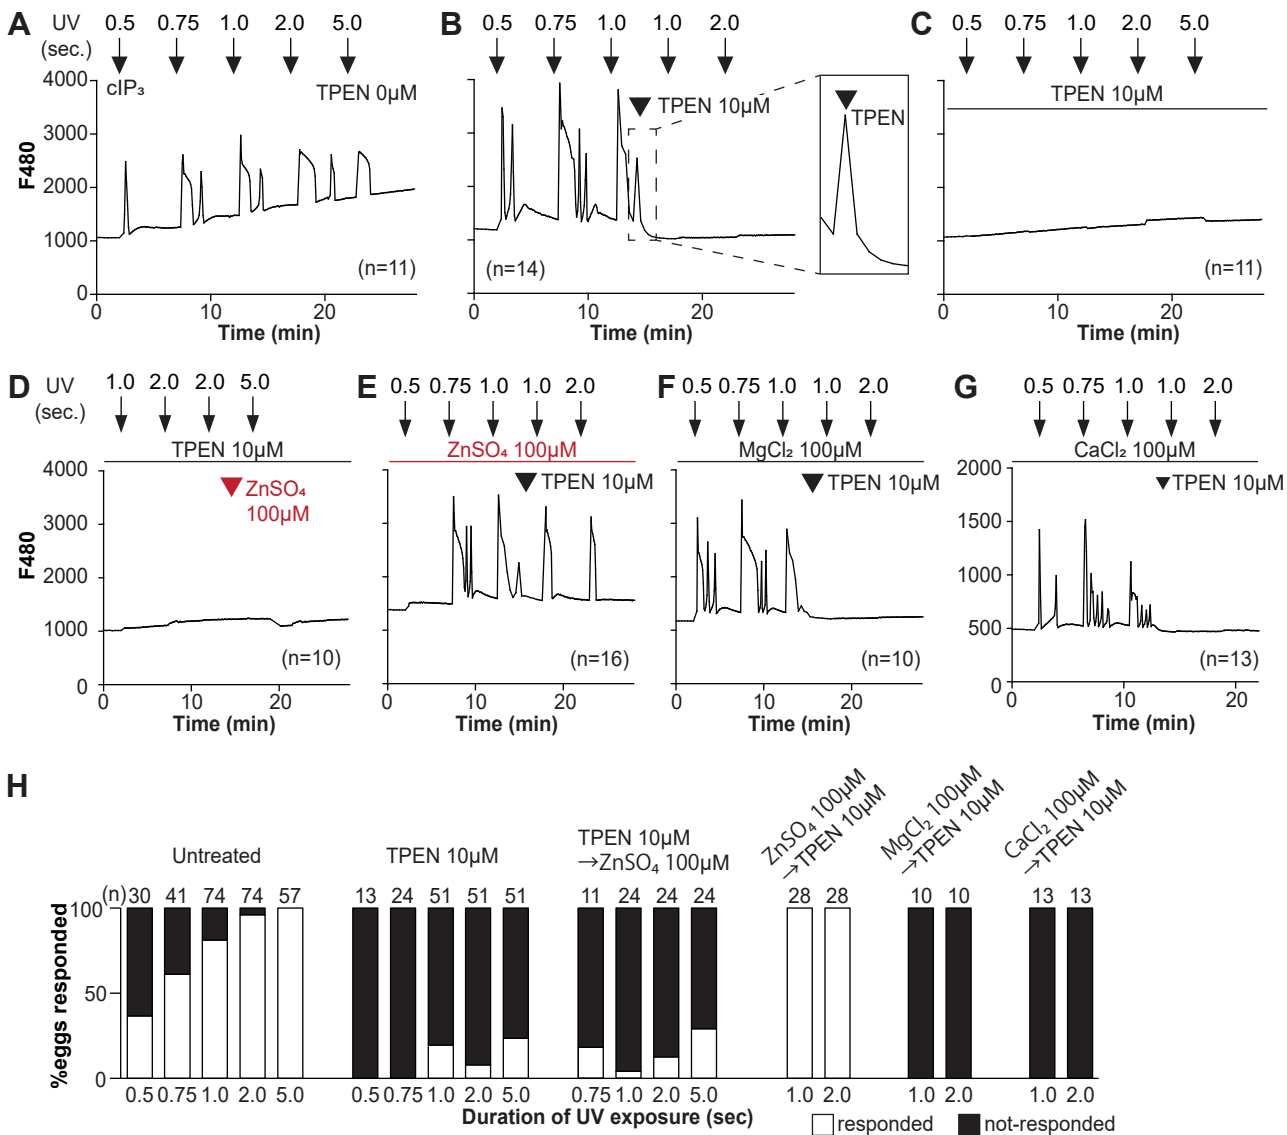 A UV (sec.) 0.5 0.75 1.0 2.0 5.0
cIP₃ TPEN 0µM
F480
4000
3000
2000
1000
0
(n=11)
0 10 20
Time (min)
B 0.5 0.75 1.0 1.0 2.0
TPEN 10µM
TPEN
(n=14)
0 10 20
Time (min)
C 0.5 0.75 1.0 2.0 5.0
TPEN 10µM
(n=11)
0 10 20
Time (min)
D UV (sec.) 1.0 2.0 2.0 5.0
TPEN 10µM
ZnSO₄
100µM
F480
4000
3000
2000
1000
0
(n=10)
0 10 20
Time (min)
E 0.5 0.75 1.0 1.0 2.0
ZnSO₄ 100µM
TPEN 10µM
(n=16)
0 10 20
Time (min)
F 0.5 0.75 1.0 1.0 2.0
MgCl₂ 100µM
TPEN 10µM
(n=10)
0 10 20
Time (min)
G 0.5 0.75 1.0 1.0 2.0
CaCl₂ 100µM
TPEN 10µM
2000
1500
1000
500
0
(n=13)
0 10 20
Time (min)
H
Untreated
TPEN 10µM
TPEN 10µM
→ZnSO₄ 100µM
ZnSO₄ 100µM
→TPEN 10µM
MgCl₂ 100µM
→TPEN 10µM
CaCl₂ 100µM
→TPEN 10µM
(n) 30 41 74 74 57 13 24 51 51 51 11 24 24 24 28 28 10 10 13 13
%eggs responded
100
50
0
0.5 0.75 1.0 2.0 5.0 0.5 0.75 1.0 2.0 5.0 0.75 1.0 2.0 5.0 1.0 2.0 1.0 2.0 1.0 2.0
Duration of UV exposure (sec)
responded not-responded